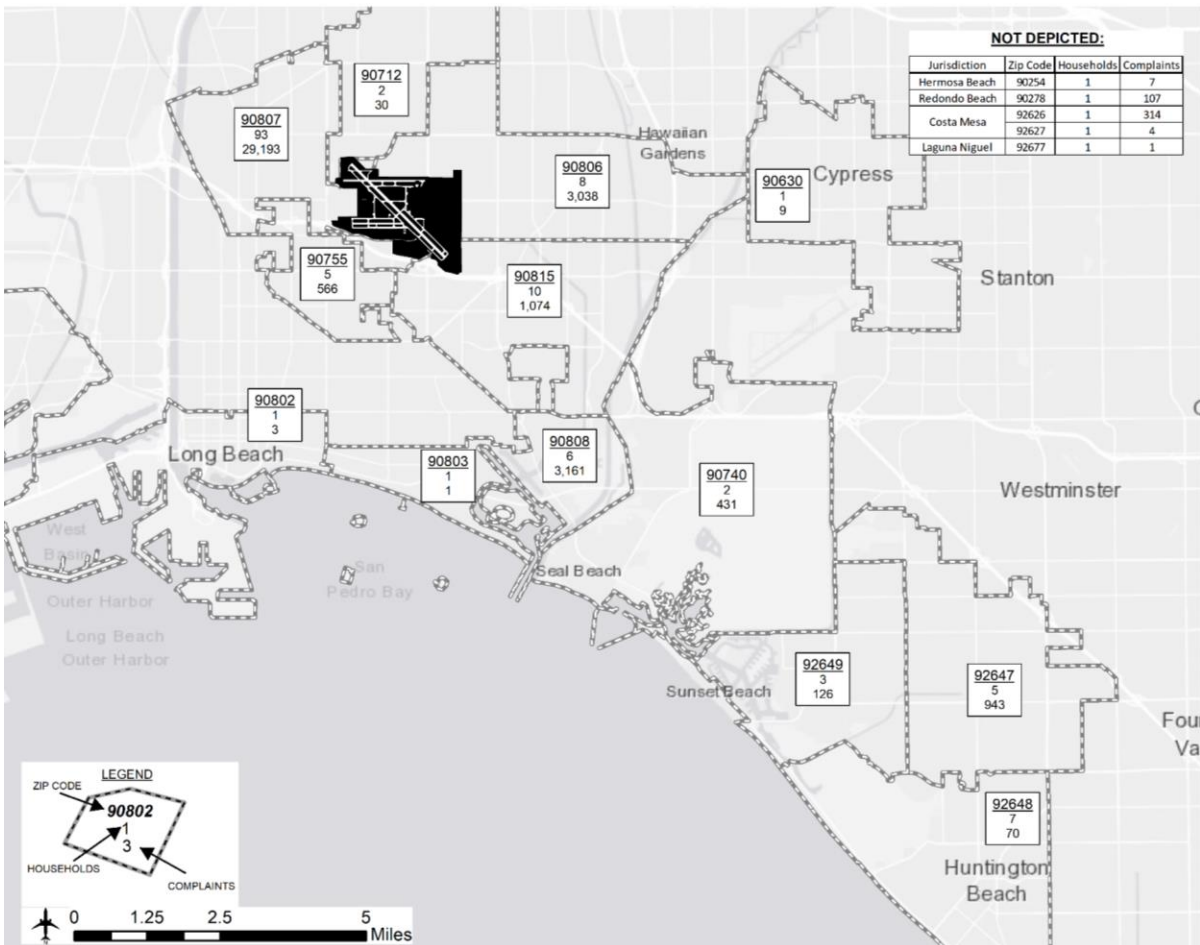 NOT DEPICTED:
Jurisdiction Zip Code Households Complaints
Hermosa Beach 90254 1 7
Redondo Beach 90278 1 107
Costa Mesa 92626 1 314
92627 1 4
Laguna Niguel 92677 1 1
90712
2
30
90807
93
29,193
Hawaiian
Gardens
90806
8
3,038
90630
1
9
Cypress
90755
5
566
90815
10
1,074
Stanton
90802
1
3
Long Beach
90803
1
1
90808
6
3,161
90740
2
431
Westminster
West
Basin
San
Pedro Bay
Seal Beach
Outer Harbor
Long Beach
Outer Harbor
92649
3
126
Sunset Beach
92647
5
943
Foun
Va
92648
7
70
Huntington
Beach
LEGEND
ZIP CODE
90802
1
3
HOUSEHOLDS
COMPLAINTS
0 1.25 2.5 5
Miles